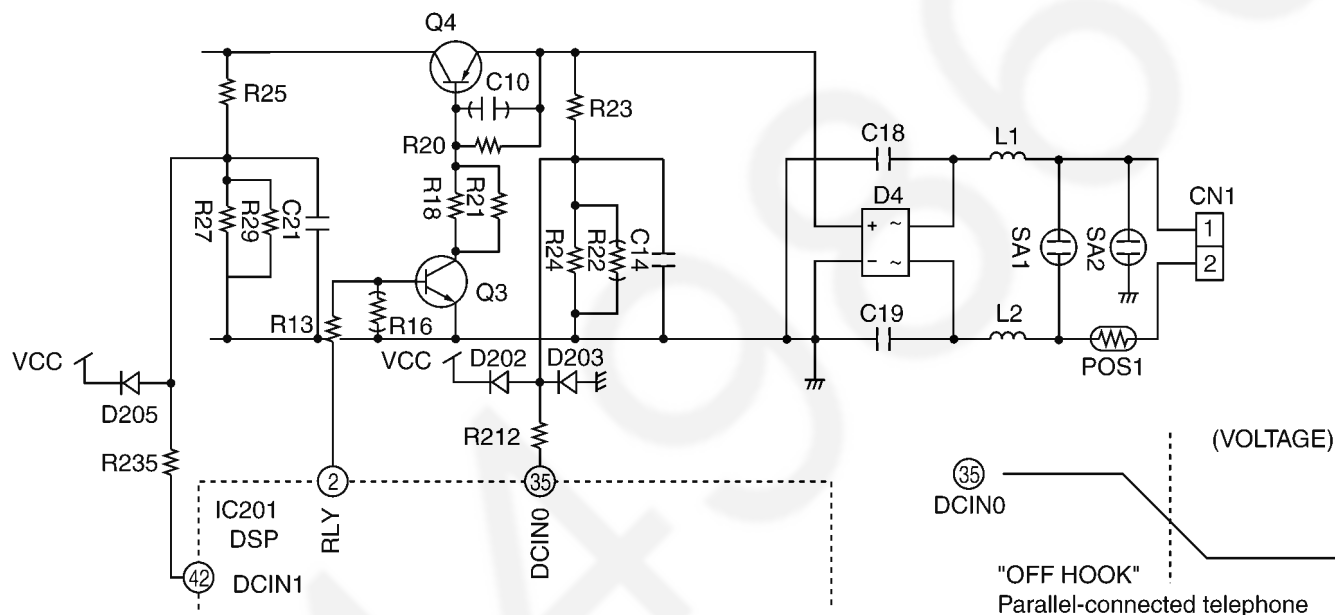 Q4
C10
R25
R23
R20
C18
L1
D4
CN1
R27
R29
C21
R18
R21
R24
R22
C14
+
~
-
~
SA1
SA2
1
2
Q3
R13
R16
C19
L2
POS1
VCC
D205
VCC
D202
D203
R235
R212
2
35
IC201
DSP
RLY
DCIN0
42
DCIN1
(VOLTAGE)
35
DCIN0
"OFF HOOK"
Parallel-connected telephone